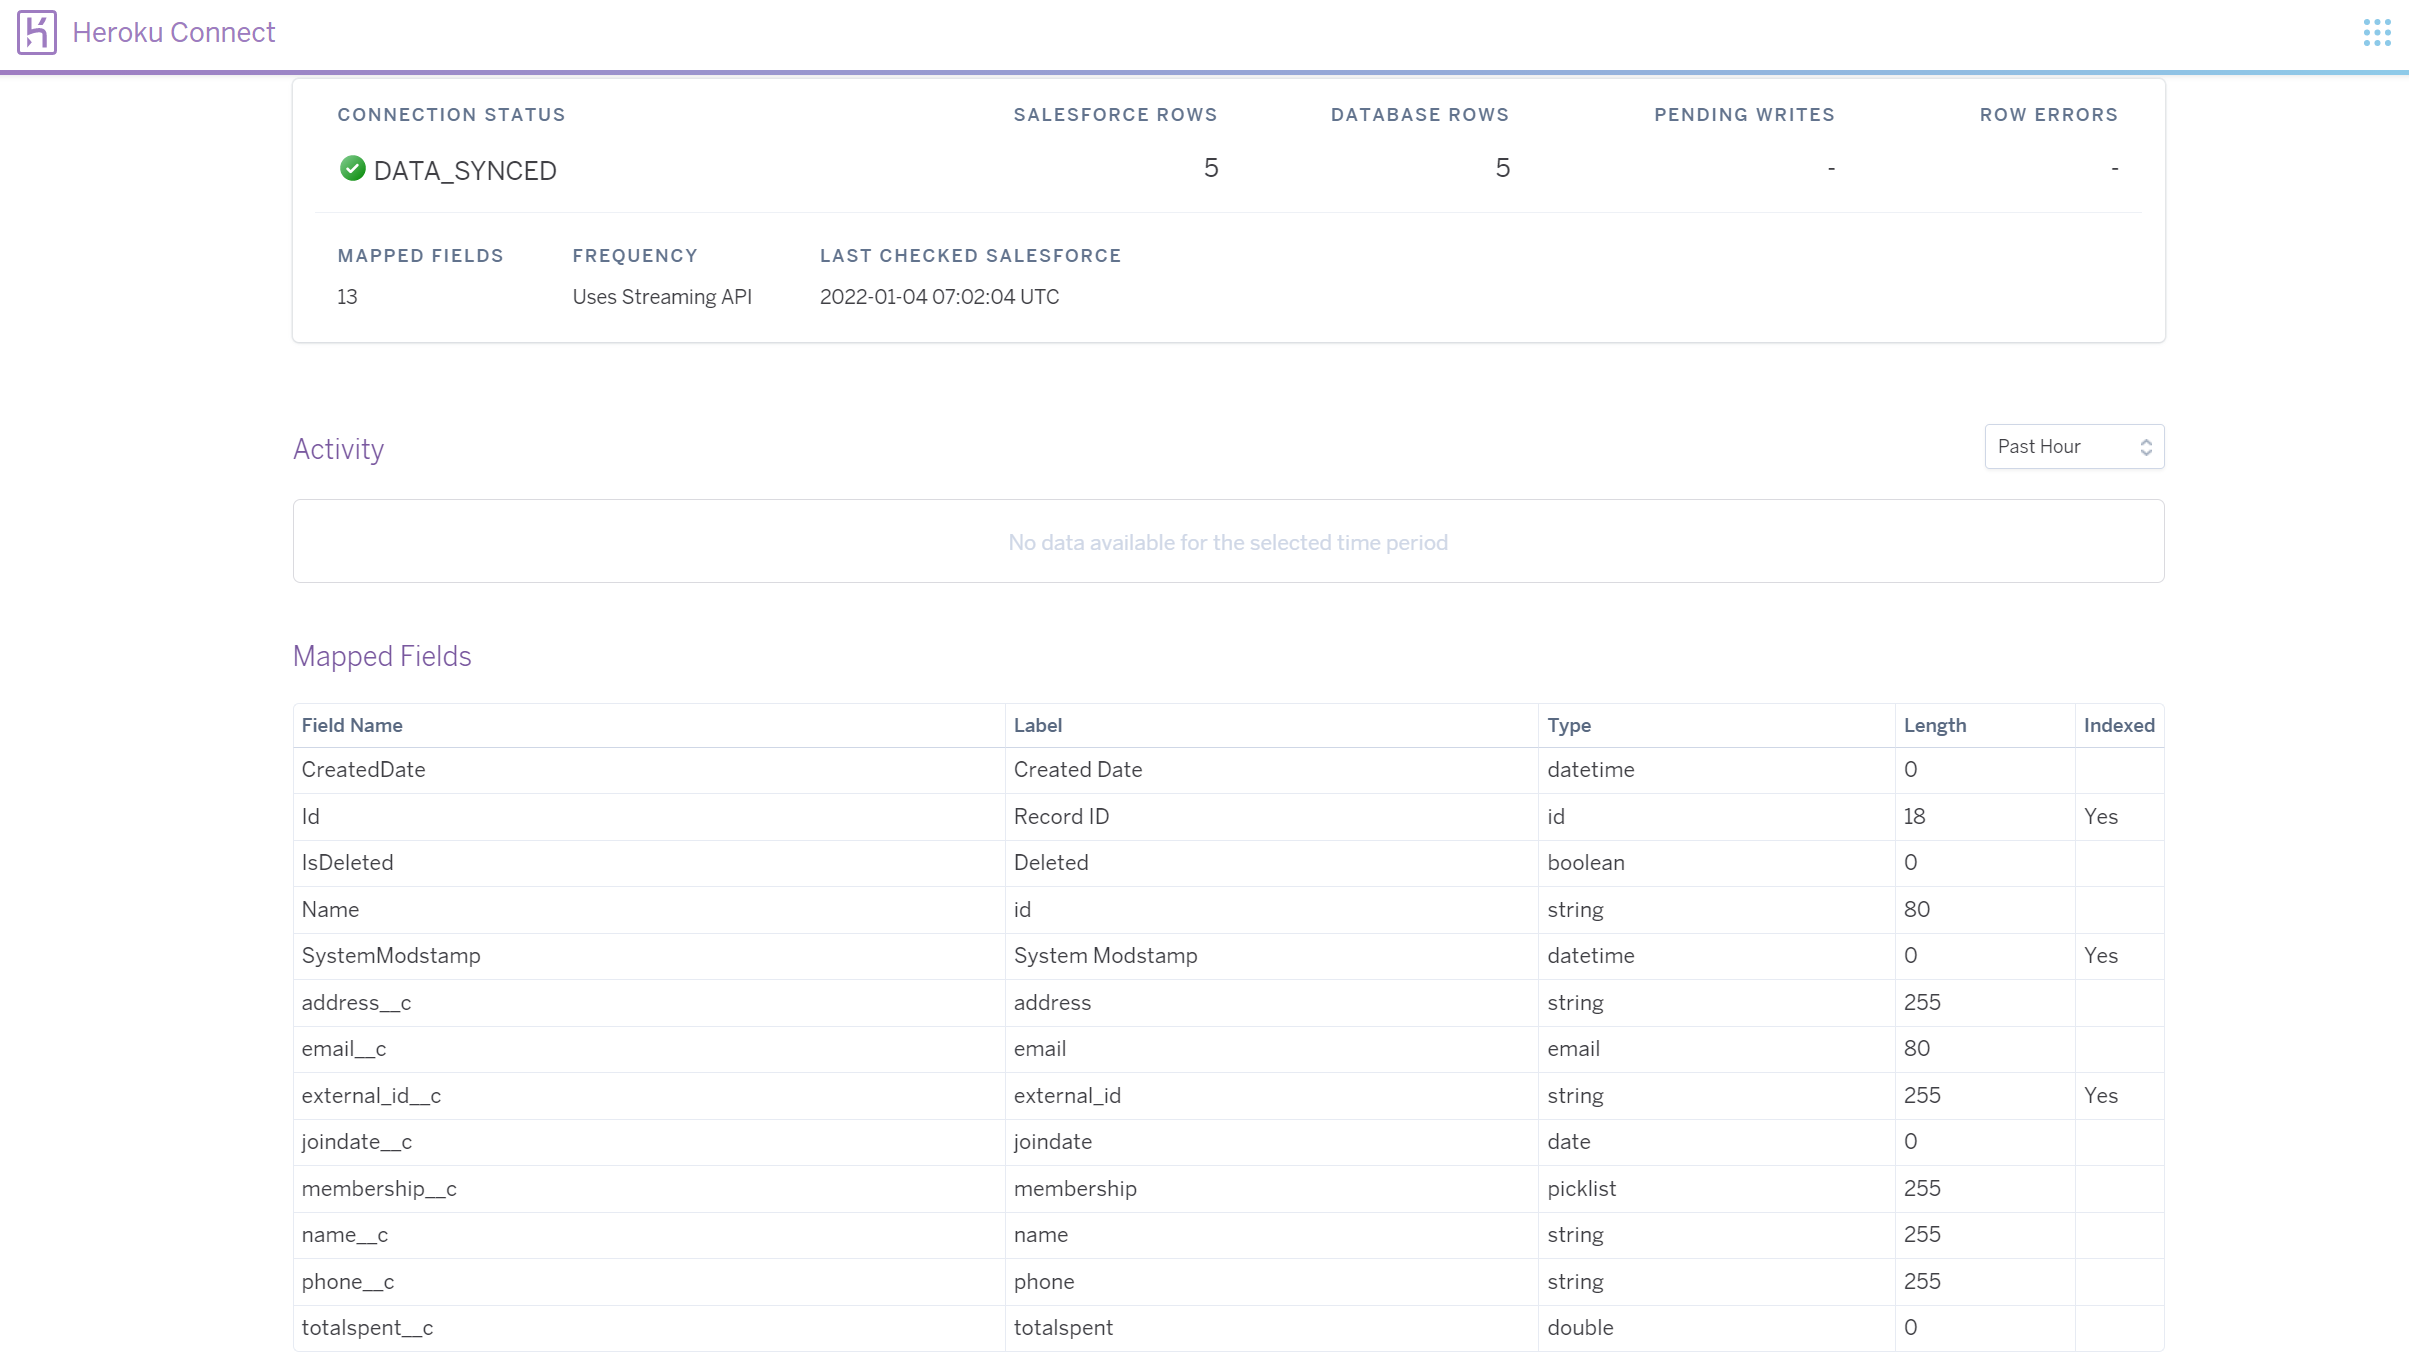 Heroku Connect
CONNECTION STATUS SALESFORCE ROWS DATABASE ROWS PENDING WRITES ROW ERRORS
DATA_SYNCED 5 5 - -
MAPPED FIELDS FREQUENCY LAST CHECKED SALESFORCE
13 Uses Streaming API 2022-01-04 07:02:04 UTC
Activity Past Hour
No data available for the selected time period
Mapped Fields
Field Name Label Type Length Indexed
CreatedDate Created Date datetime 0
Id Record ID id 18 Yes
IsDeleted Deleted boolean 0
Name id string 80
SystemModstamp System Modstamp datetime 0 Yes
address__c address string 255
email__c email email 80
external_id__c external_id string 255 Yes
joindate__c joindate date 0
membership__c membership picklist 255
name__c name string 255
phone__c phone string 255
totalspent__c totalspent double 0